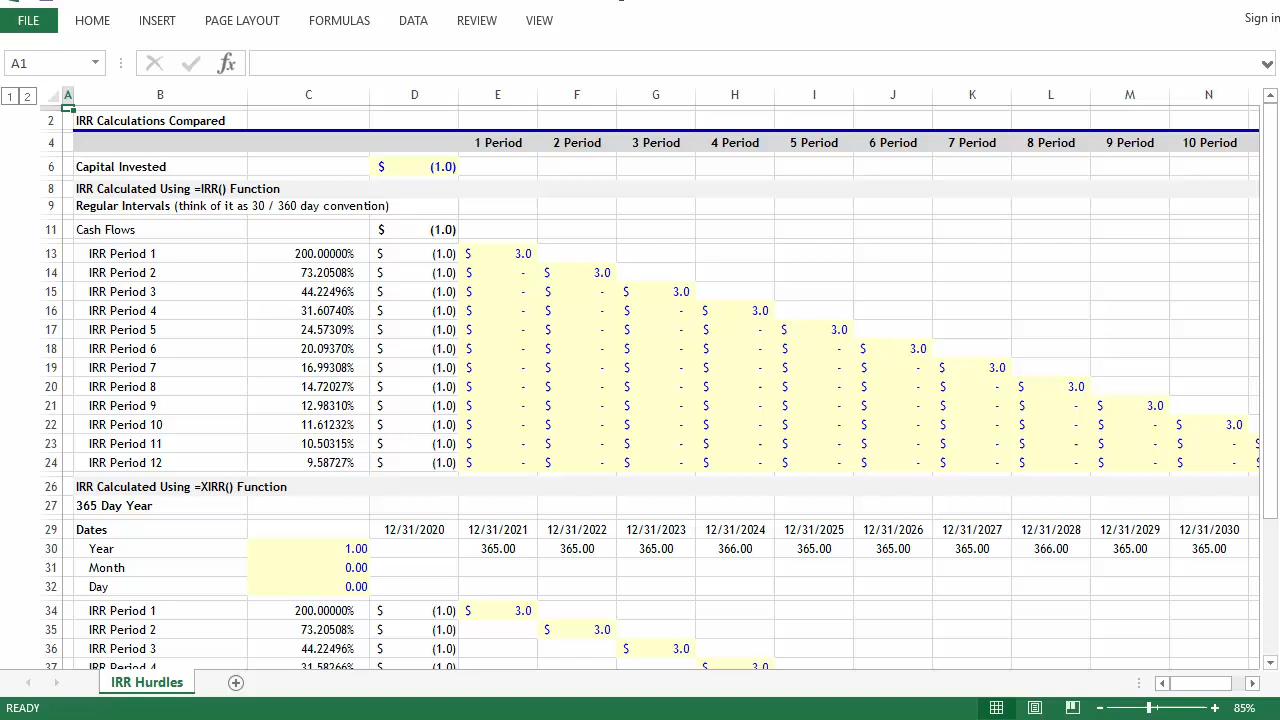 FILE HOME INSERT PAGE LAYOUT FORMULAS DATA REVIEW VIEW Sign in
A1 fx
1 2 A B C D E F G H I J K L M N
2 IRR Calculations Compared
4 1 Period 2 Period 3 Period 4 Period 5 Period 6 Period 7 Period 8 Period 9 Period 10 Period
6 Capital Invested $ (1.0)
8 IRR Calculated Using =IRR() Function
9 Regular Intervals (think of it as 30 / 360 day convention)
11 Cash Flows $ (1.0)
13 IRR Period 1 200.00000% $ (1.0) $ 3.0
14 IRR Period 2 73.20508% $ (1.0) $ - $ 3.0
15 IRR Period 3 44.22496% $ (1.0) $ - $ - $ 3.0
16 IRR Period 4 31.60740% $ (1.0) $ - $ - $ - $ 3.0
17 IRR Period 5 24.57309% $ (1.0) $ - $ - $ - $ - $ 3.0
18 IRR Period 6 20.09370% $ (1.0) $ - $ - $ - $ - $ - $ 3.0
19 IRR Period 7 16.99308% $ (1.0) $ - $ - $ - $ - $ - $ - $ 3.0
20 IRR Period 8 14.72027% $ (1.0) $ - $ - $ - $ - $ - $ - $ - $ 3.0
21 IRR Period 9 12.98310% $ (1.0) $ - $ - $ - $ - $ - $ - $ - $ - $ 3.0
22 IRR Period 10 11.61232% $ (1.0) $ - $ - $ - $ - $ - $ - $ - $ - $ - $ 3.0
23 IRR Period 11 10.50315% $ (1.0) $ - $ - $ - $ - $ - $ - $ - $ - $ - $ - $
24 IRR Period 12 9.58727% $ (1.0) $ - $ - $ - $ - $ - $ - $ - $ - $ - $ - $
26 IRR Calculated Using =XIRR() Function
27 365 Day Year
29 Dates 12/31/2020 12/31/2021 12/31/2022 12/31/2023 12/31/2024 12/31/2025 12/31/2026 12/31/2027 12/31/2028 12/31/2029 12/31/2030
30 Year 1.00 365.00 365.00 365.00 366.00 365.00 365.00 365.00 366.00 365.00 365.00
31 Month 0.00
32 Day 0.00
34 IRR Period 1 200.00000% $ (1.0) $ 3.0
35 IRR Period 2 73.20508% $ (1.0) $ 3.0
36 IRR Period 3 44.22496% $ (1.0) $ 3.0
37 IRR Period 4 31.58266% $ (1.0) $ 3.0
IRR Hurdles
READY 85%